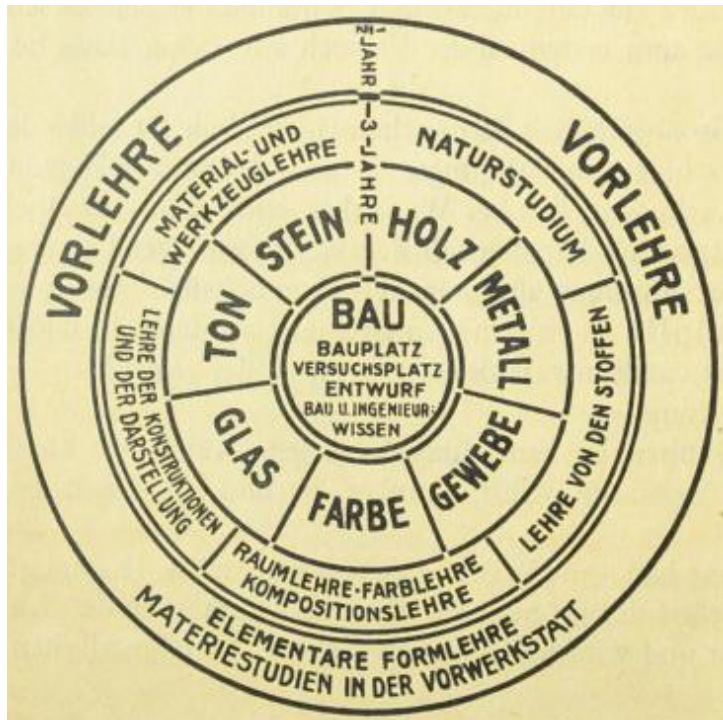 ½ JAHR
3-JAHRE
VORLEHRE
VORLEHRE
MATERIAL- UND
WERKZEUGLEHRE
NATURSTUDIUM
LEHRE VON DEN STOFFEN
RAUMLEHRE·FARBLEHRE
KOMPOSITIONSLEHRE
LEHRE DER KONSTRUKTIONEN
UND DER DARSTELLUNG
STEIN
HOLZ
METALL
GEWEBE
FARBE
GLAS
TON
BAU
BAUPLATZ
VERSUCHSPLATZ
ENTWURF
BAU U. INGENIEUR-
WISSEN
ELEMENTARE FORMLEHRE
MATERIESTUDIEN IN DER VORWERKSTATT